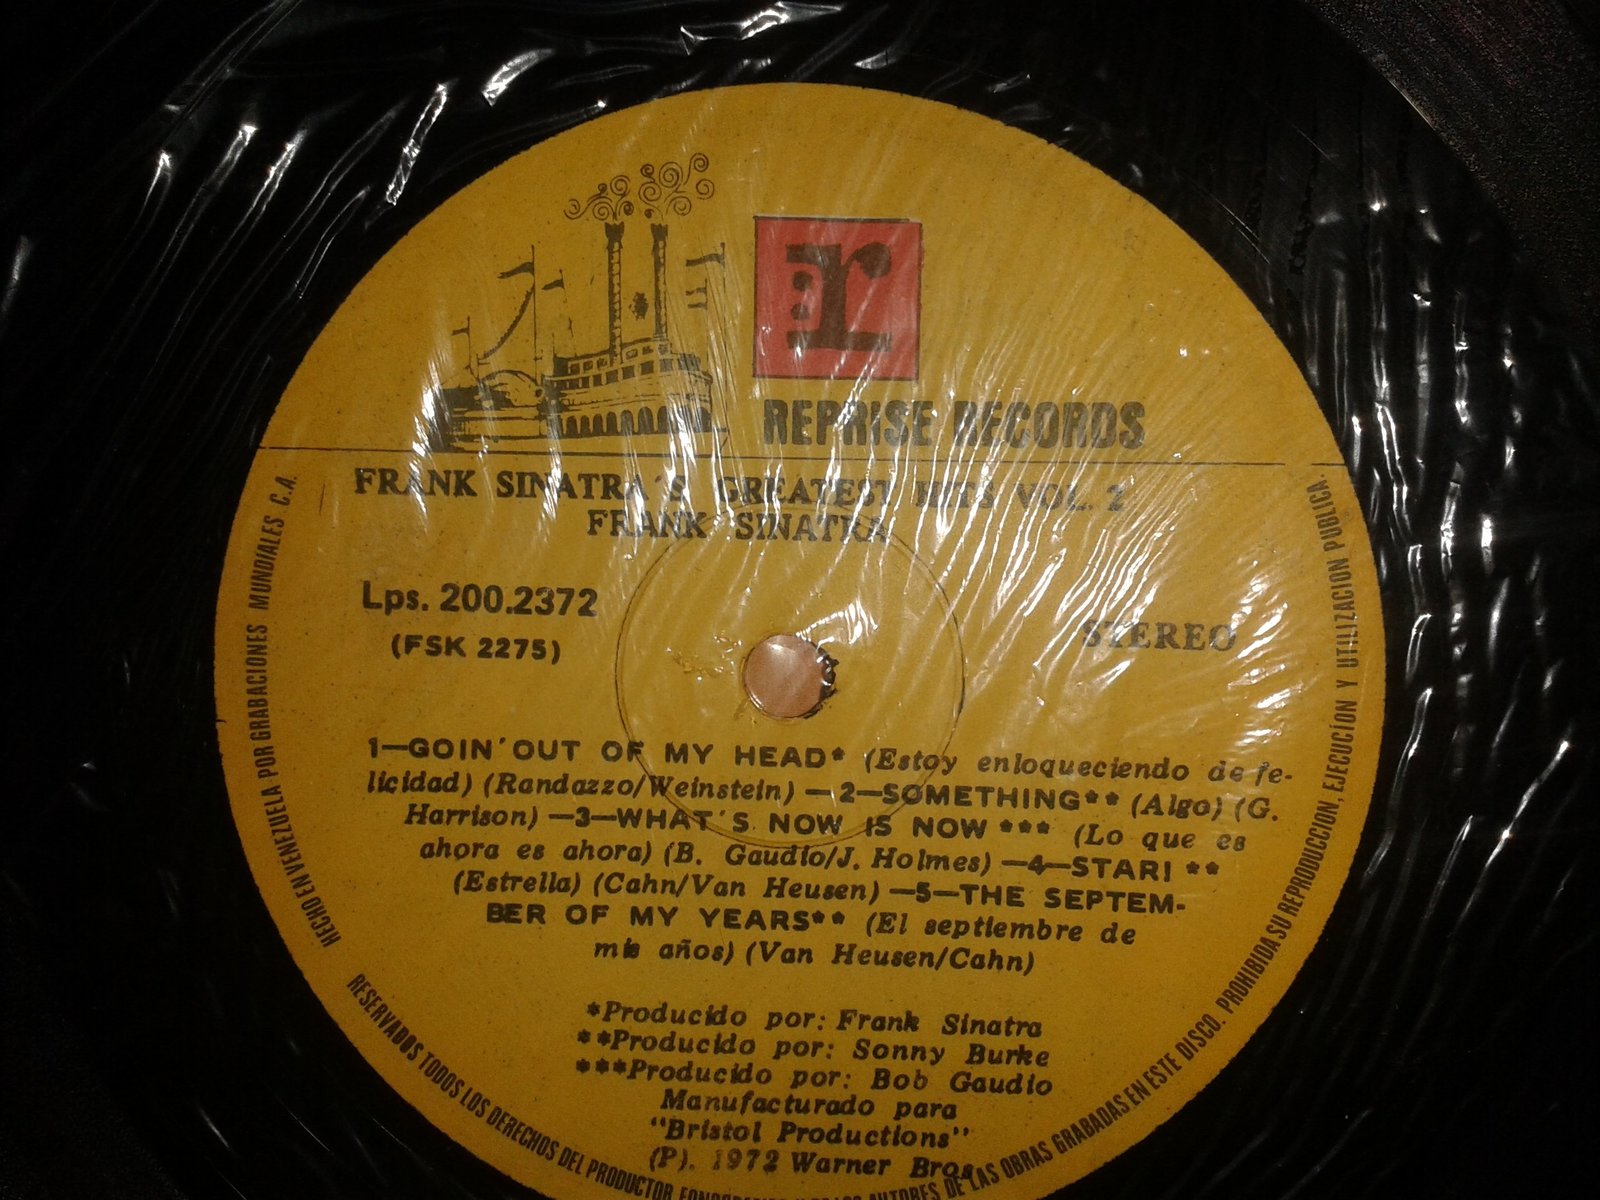 r
REPRISE RECORDS
FRANK SINATRA'S GREATEST HITS VOL. 2
FRANK SINATRA
Lps. 200.2372
(FSK 2275)
STEREO
1—GOIN'OUT OF MY HEAD* (Estoy enloqueciendo de fe-
licidad) (Randazzo/Weinstein) —2—SOMETHING** (Algo) (G.
Harrison) —3—WHAT'S NOW IS NOW *** (Lo que es
ahora es ahora) (B. Gaudio/J. Holmes) —4—STAR! **
(Estrella) (Cahn/Van Heusen) —5—THE SEPTEM-
BER OF MY YEARS** (El septiembre de
mis años) (Van Heusen/Cahn)
*Producido por: Frank Sinatra
**Producido por: Sonny Burke
***Producido por: Bob Gaudio
Manufacturado para
"Bristol Productions"
(P). 1972 Warner Bros.
HECHO EN VENEZUELA POR GRABACIONES MUNDIALES C.A.
RESERVADOS TODOS LOS DERECHOS DEL PRODUCTOR AUTORES DE LAS OBRAS GRABADAS EN ESTE DISCO. PROHIBIDA SU REPRODUCCION, EJECUCÍON Y UTILIZACION PUBLICA.